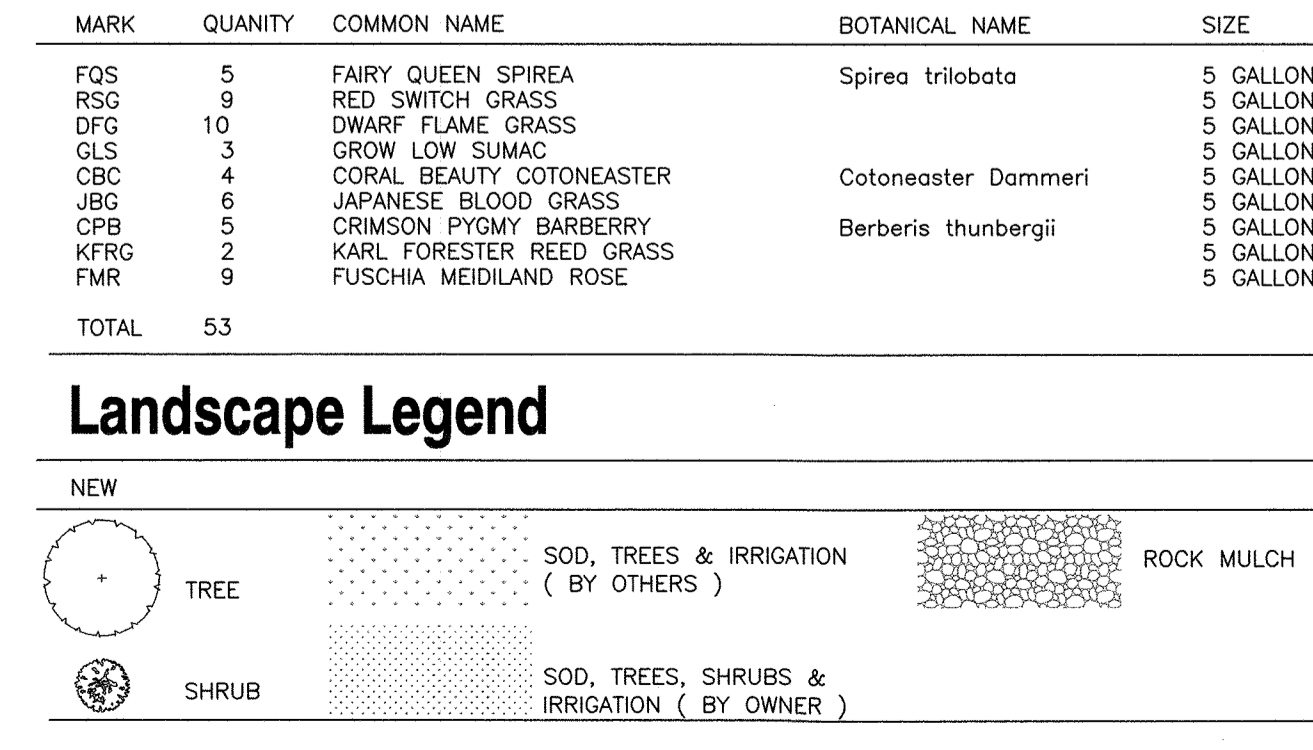 MARK QUANITY COMMON NAME BOTANICAL NAME SIZE
FQS 5 FAIRY QUEEN SPIREA Spirea trilobata 5 GALLON
RSG 9 RED SWITCH GRASS 5 GALLON
DFG 10 DWARF FLAME GRASS 5 GALLON
GLS 3 GROW LOW SUMAC 5 GALLON
CBC 4 CORAL BEAUTY COTONEASTER Cotoneaster Dammeri 5 GALLON
JBG 6 JAPANESE BLOOD GRASS 5 GALLON
CPB 5 CRIMSON PYGMY BARBERRY Berberis thunbergii 5 GALLON
KFRG 2 KARL FORESTER REED GRASS 5 GALLON
FMR 9 FUSCHIA MEIDILAND ROSE 5 GALLON
TOTAL 53
Landscape Legend
NEW
TREE
SOD, TREES & IRRIGATION
( BY OTHERS )
ROCK MULCH
SHRUB
SOD, TREES, SHRUBS &
IRRIGATION ( BY OWNER )